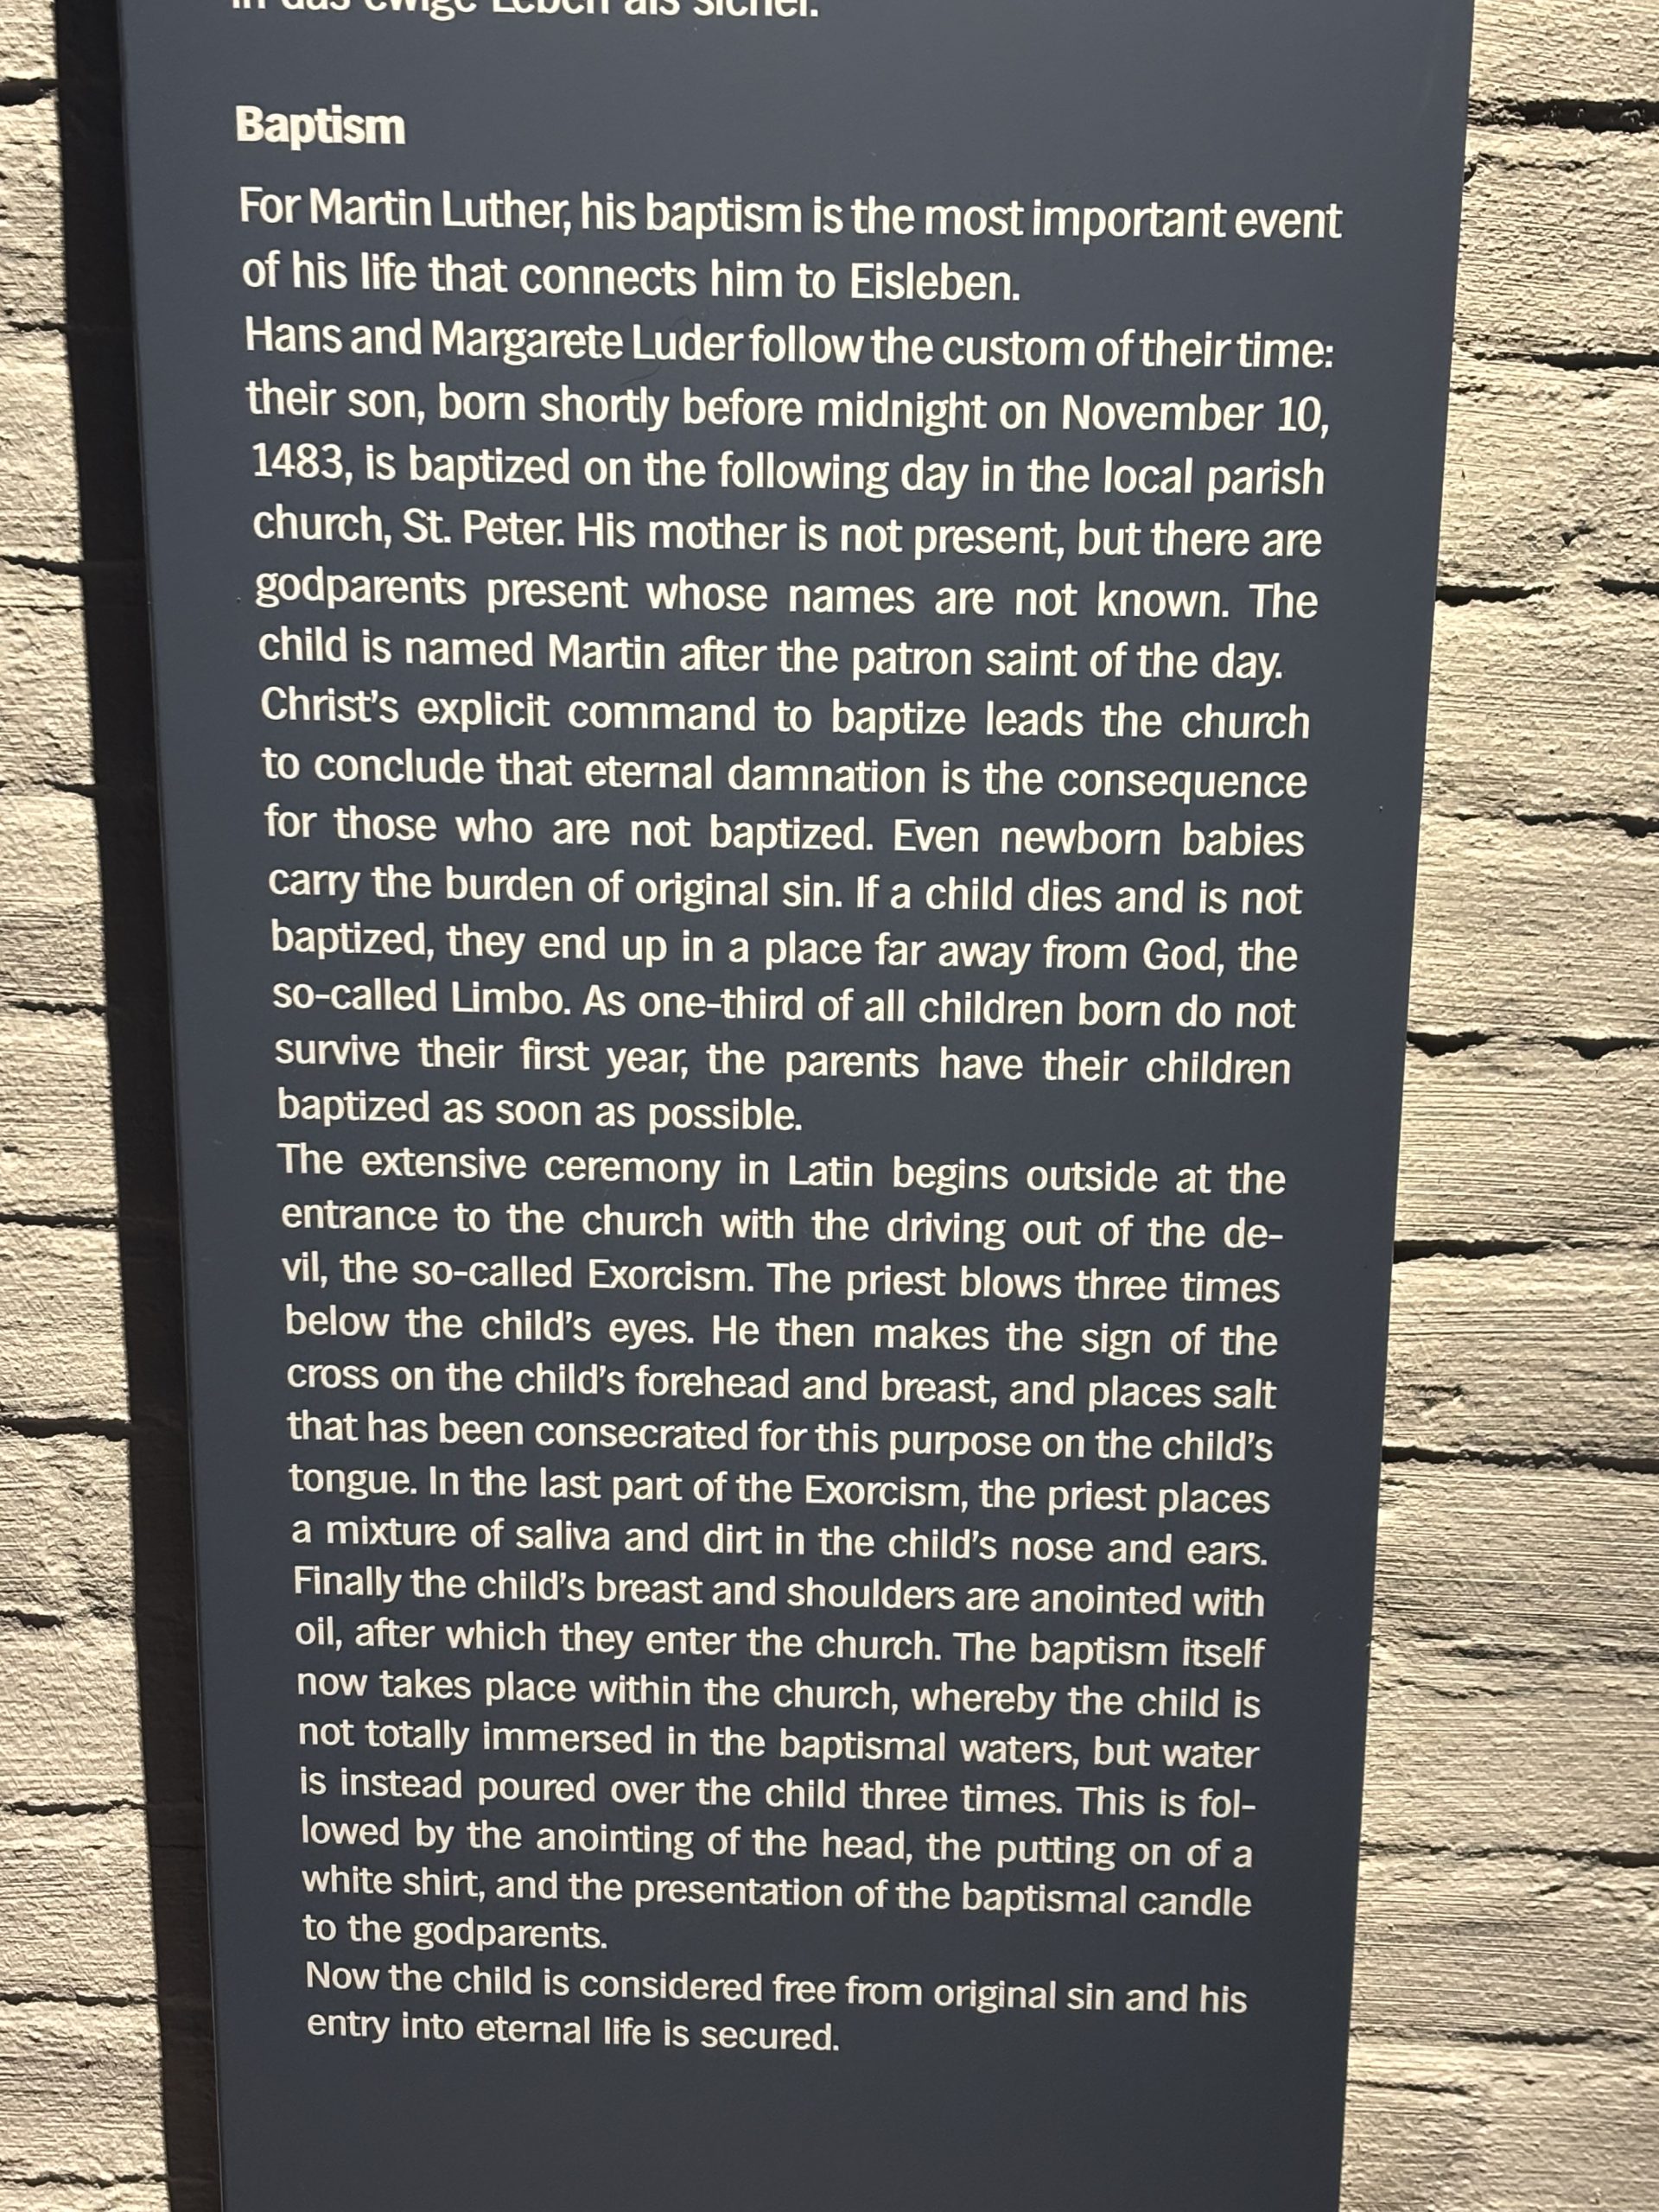 in das ewige Leben als sicher.
Baptism
For Martin Luther, his baptism is the most important event
of his life that connects him to Eisleben.
Hans and Margarete Luder follow the custom of their time:
their son, born shortly before midnight on November 10,
1483, is baptized on the following day in the local parish
church, St. Peter. His mother is not present, but there are
godparents present whose names are not known. The
child is named Martin after the patron saint of the day.
Christ's explicit command to baptize leads the church
to conclude that eternal damnation is the consequence
for those who are not baptized. Even newborn babies
carry the burden of original sin. If a child dies and is not
baptized, they end up in a place far away from God, the
so-called Limbo. As one-third of all children born do not
survive their first year, the parents have their children
baptized as soon as possible.
The extensive ceremony in Latin begins outside at the
entrance to the church with the driving out of the de-
vil, the so-called Exorcism. The priest blows three times
below the child's eyes. He then makes the sign of the
cross on the child's forehead and breast, and places salt
that has been consecrated for this purpose on the child's
tongue. In the last part of the Exorcism, the priest places
a mixture of saliva and dirt in the child's nose and ears.
Finally the child's breast and shoulders are anointed with
oil, after which they enter the church. The baptism itself
now takes place within the church, whereby the child is
not totally immersed in the baptismal waters, but water
is instead poured over the child three times. This is fol-
lowed by the anointing of the head, the putting on of a
white shirt, and the presentation of the baptismal candle
to the godparents.
Now the child is considered free from original sin and his
entry into eternal life is secured.